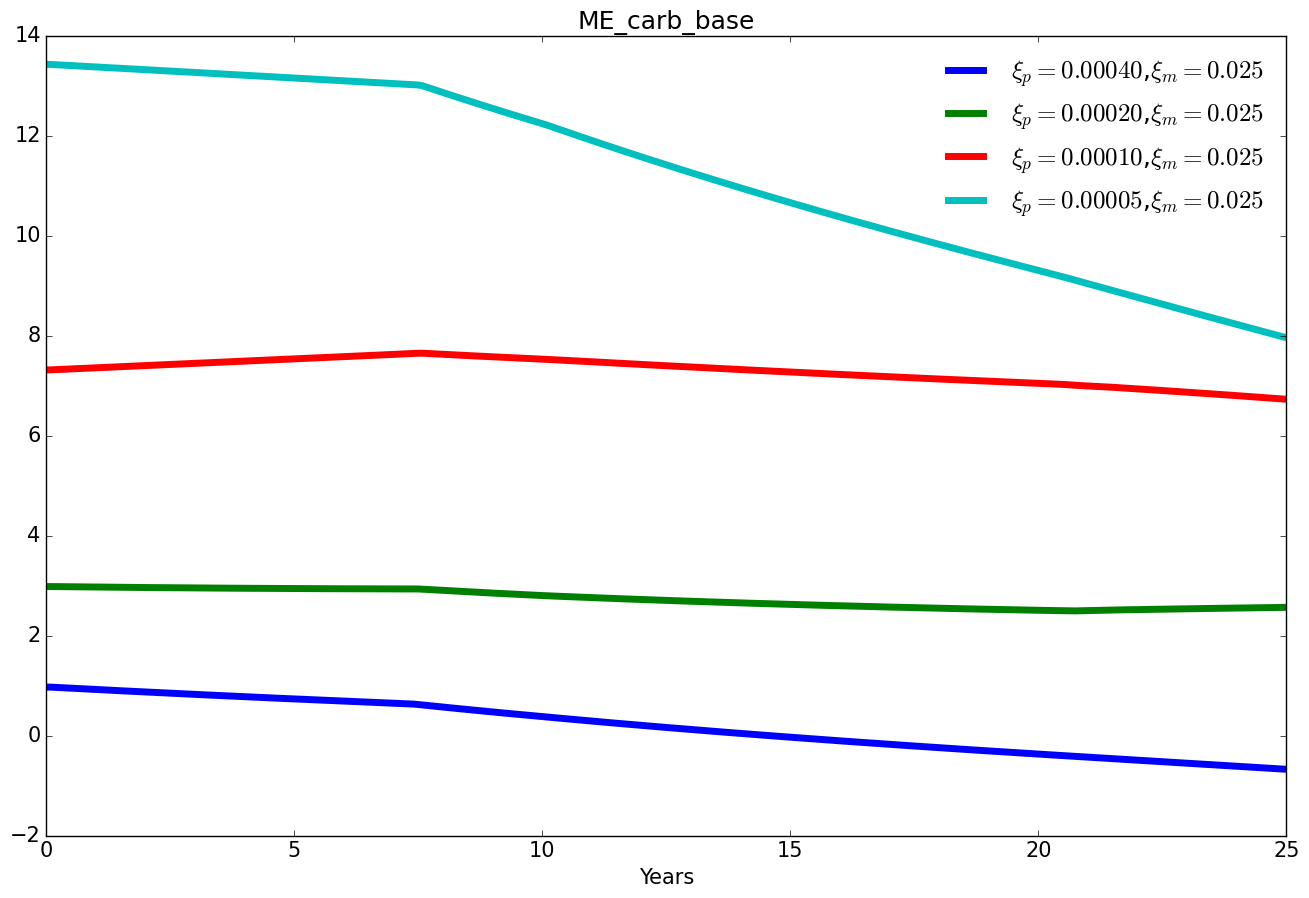 ME_carb_base
14
12
10
8
6
4
2
0
−2
ξp = 0.00040,ξm = 0.025
ξp = 0.00020,ξm = 0.025
ξp = 0.00010,ξm = 0.025
ξp = 0.00005,ξm = 0.025
0 5 10 15 20 25
Years